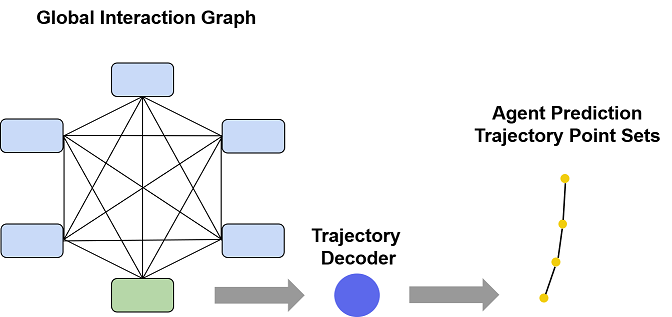 Global Interaction Graph
Agent Prediction
Trajectory Point Sets
Trajectory
Decoder